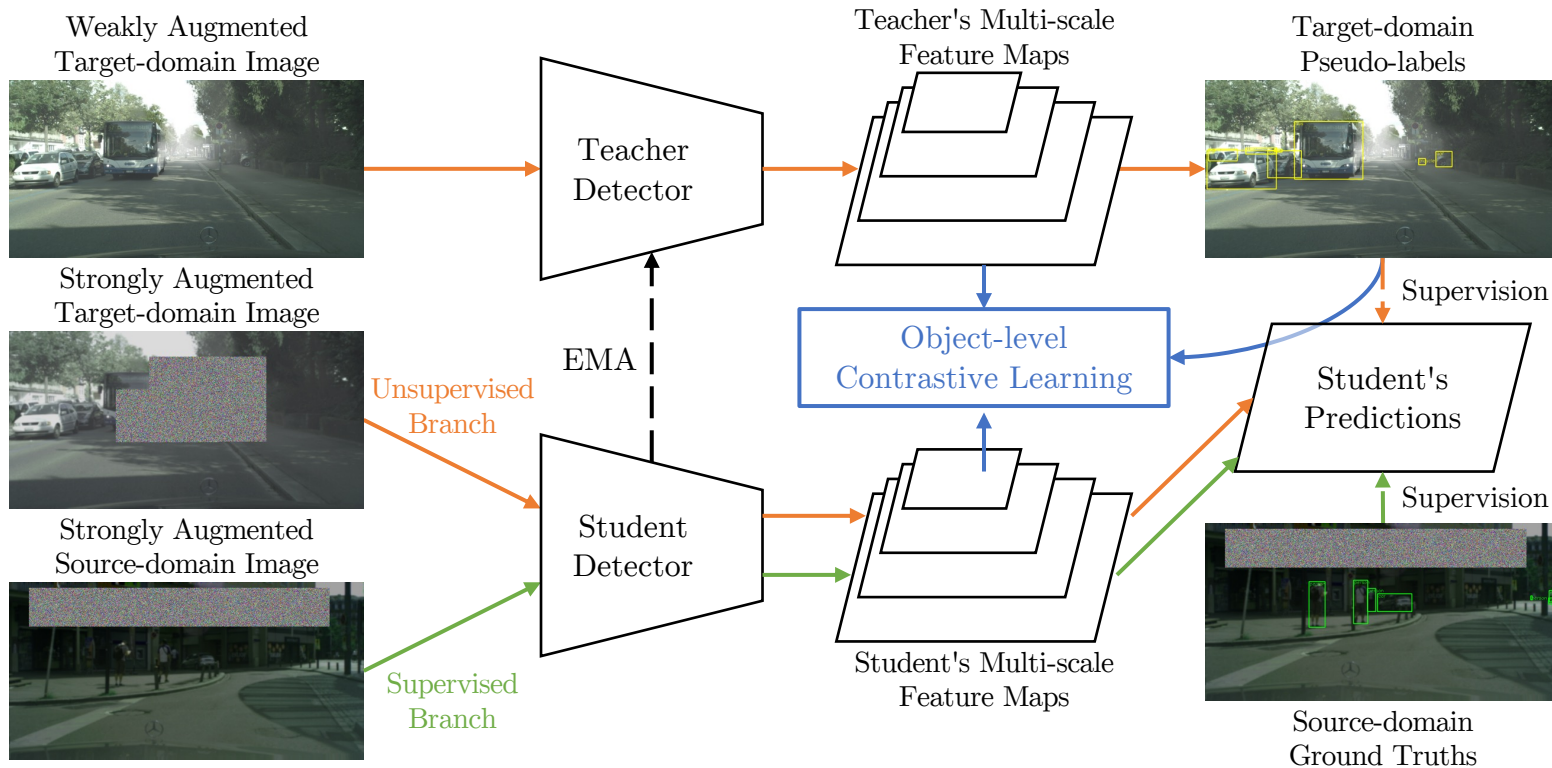 Weakly Augmented
Target-domain Image
Teacher's Multi-scale
Feature Maps
Target-domain
Pseudo-labels
Teacher
Detector
Strongly Augmented
Target-domain Image
Supervision
EMA
Object-level
Contrastive Learning
Student's
Predictions
Unsupervised
Branch
Strongly Augmented
Source-domain Image
Student
Detector
Supervision
Supervised
Branch
Student's Multi-scale
Feature Maps
Source-domain
Ground Truths